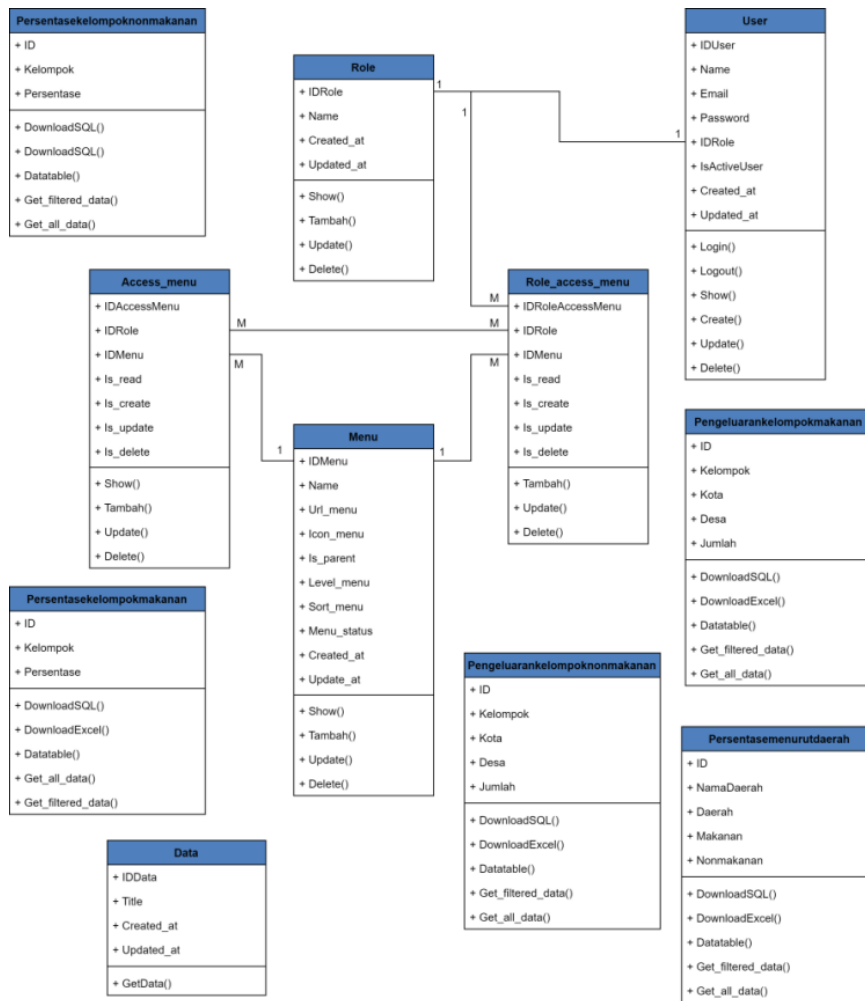 Persentasekelompoknonmakanan
+ ID
+ Kelompok
+ Persentase
+ DownloadSQL()
+ DownloadSQL()
+ Datatable()
+ Get_filtered_data()
+ Get_all_data()
Role
+ IDRole
+ Name
+ Created_at
+ Updated_at
+ Show()
+ Tambah()
+ Update()
+ Delete()
1
1
1
User
+ IDUser
+ Name
+ Email
+ Password
+ IDRole
+ IsActiveUser
+ Created_at
+ Updated_at
+ Login()
+ Logout()
+ Show()
+ Create()
+ Update()
+ Delete()
Access_menu
+ IDAccessMenu
+ IDRole
+ IDMenu
+ Is_read
+ Is_create
+ Is_update
+ Is_delete
+ Show()
+ Tambah()
+ Update()
+ Delete()
M
M
M
M
M
1
1
Role_access_menu
+ IDRoleAccessMenu
+ IDRole
+ IDMenu
+ Is_read
+ Is_create
+ Is_update
+ Is_delete
+ Tambah()
+ Update()
+ Delete()
Menu
+ IDMenu
+ Name
+ Url_menu
+ Icon_menu
+ Is_parent
+ Level_menu
+ Sort_menu
+ Menu_status
+ Created_at
+ Update_at
+ Show()
+ Tambah()
+ Update()
+ Delete()
Pengeluarankelompokmakanan
+ ID
+ Kelompok
+ Kota
+ Desa
+ Jumlah
+ DownloadSQL()
+ DownloadExcel()
+ Datatable()
+ Get_filtered_data()
+ Get_all_data()
Persentasekelompokmakanan
+ ID
+ Kelompok
+ Persentase
+ DownloadSQL()
+ DownloadExcel()
+ Datatable()
+ Get_all_data()
+ Get_filtered_data()
Pengeluarankelompoknonmakanan
+ ID
+ Kelompok
+ Kota
+ Desa
+ Jumlah
+ DownloadSQL()
+ DownloadExcel()
+ Datatable()
+ Get_filtered_data()
+ Get_all_data()
Persentasemenurutdaerah
+ ID
+ NamaDaerah
+ Daerah
+ Makanan
+ Nonmakanan
+ DownloadSQL()
+ DownloadExcel()
+ Datatable()
+ Get_filtered_data()
+ Get_all_data()
Data
+ IDData
+ Title
+ Created_at
+ Updated_at
+ GetData()